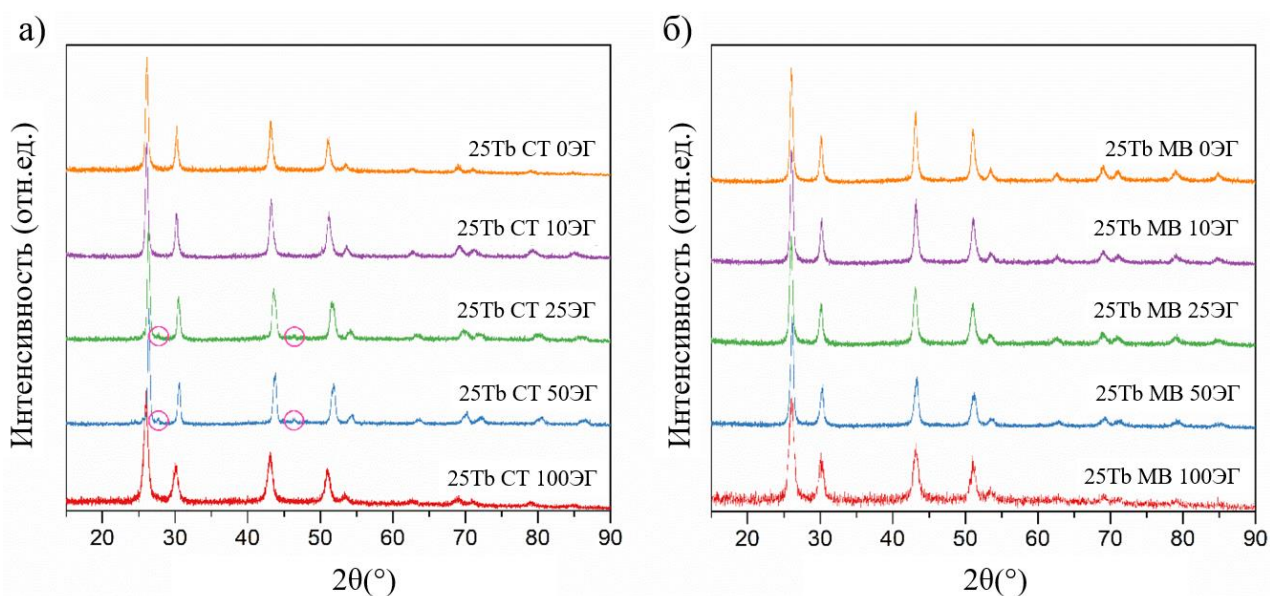 а)
Интенсивность (отн.ед.)
25Tb СТ 0ЭГ
25Tb СТ 10ЭГ
25Tb СТ 25ЭГ
25Tb СТ 50ЭГ
25Tb СТ 100ЭГ
20 30 40 50 60 70 80 90
2θ(°)
б)
Интенсивность (отн.ед.)
25Tb МВ 0ЭГ
25Tb МВ 10ЭГ
25Tb МВ 25ЭГ
25Tb МВ 50ЭГ
25Tb МВ 100ЭГ
20 30 40 50 60 70 80 90
2θ(°)